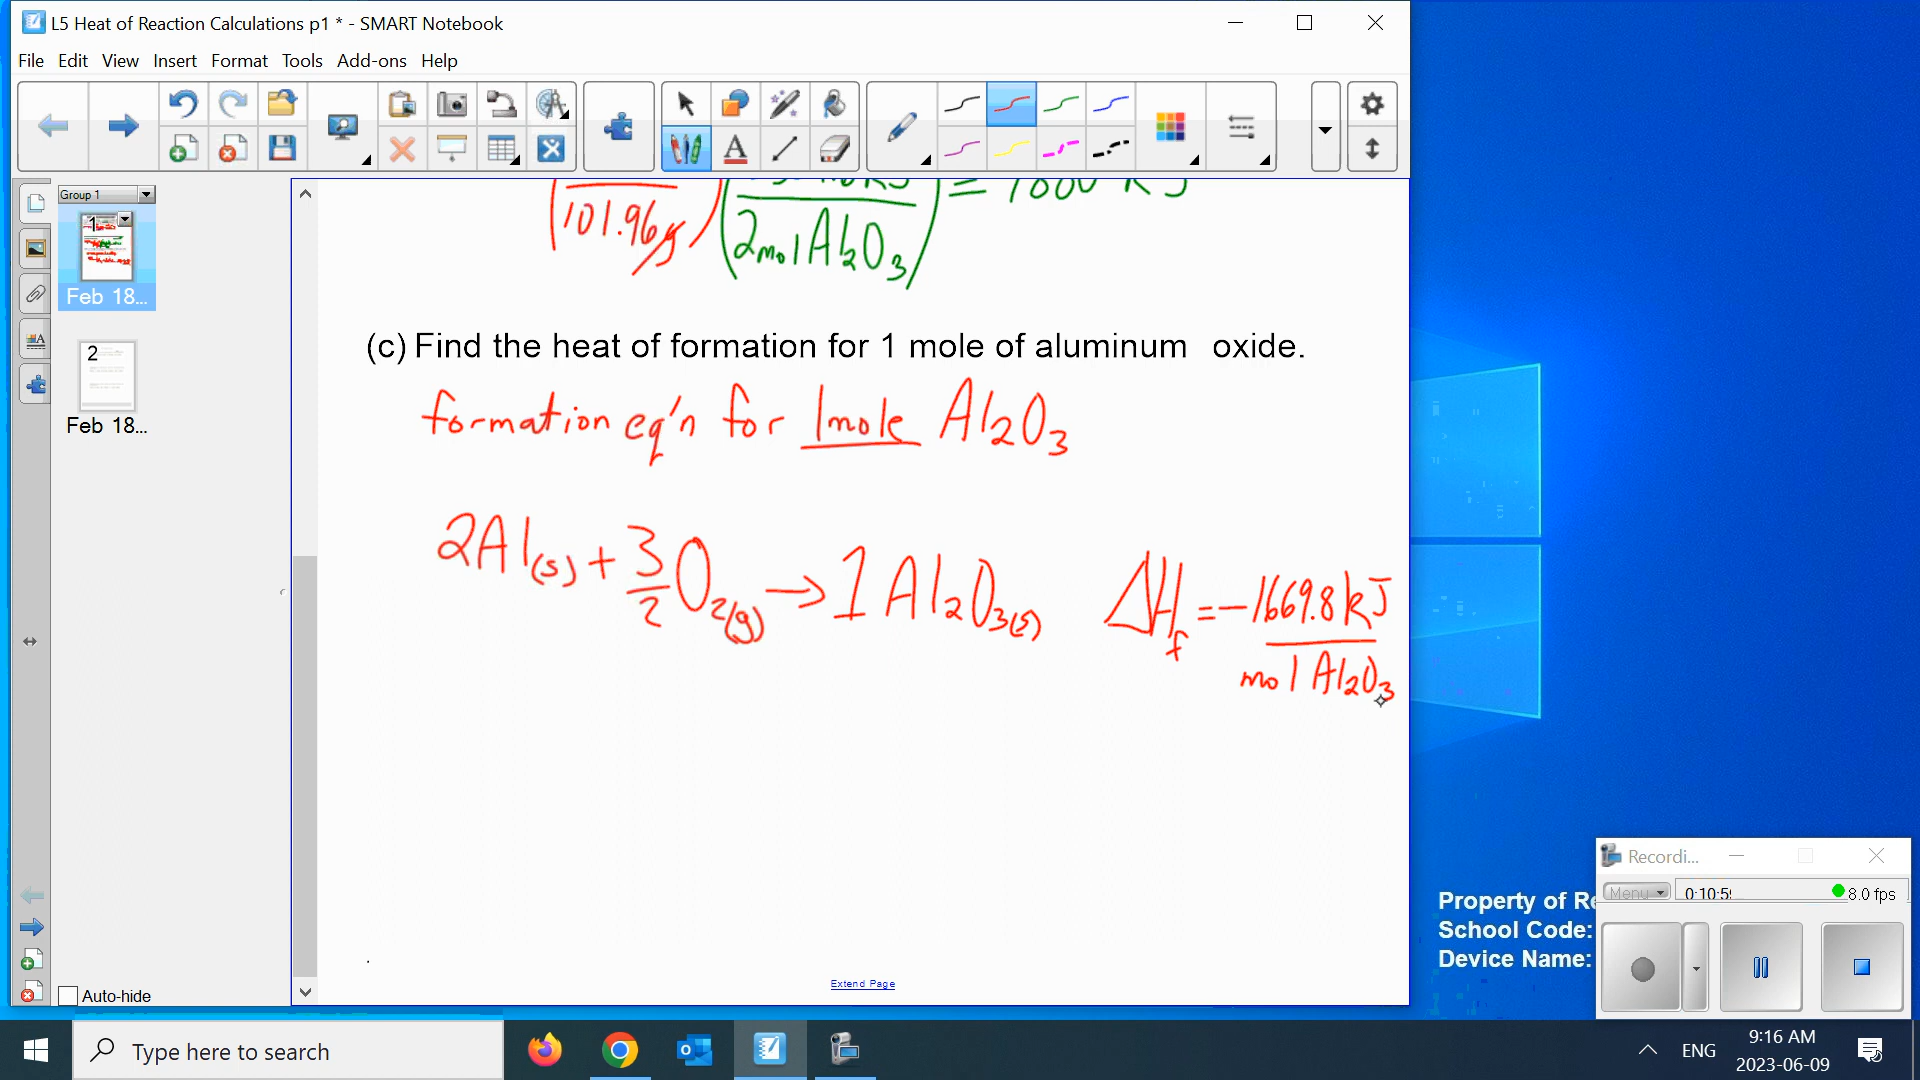 L5 Heat of Reaction Calculations p1 * - SMART Notebook
File Edit View Insert Format Tools Add-ons Help
Group 1
1
Feb 18...
2
Feb 18...
Auto-hide
101.96g
2mol Al2O3
= 1600 kJ
(c) Find the heat of formation for 1 mole of aluminum oxide.
formation eq'n for 1mole Al2O3
2Al(s) + 3/2 O2(g) → 1 Al2O3(s) ΔHf = -1669.8 kJ
mol Al2O3
Extend Page
Recordi...
Menu 0:10:5 8.0 fps
Property of Re
School Code:
Device Name:
Type here to search
ENG
9:16 AM
2023-06-09